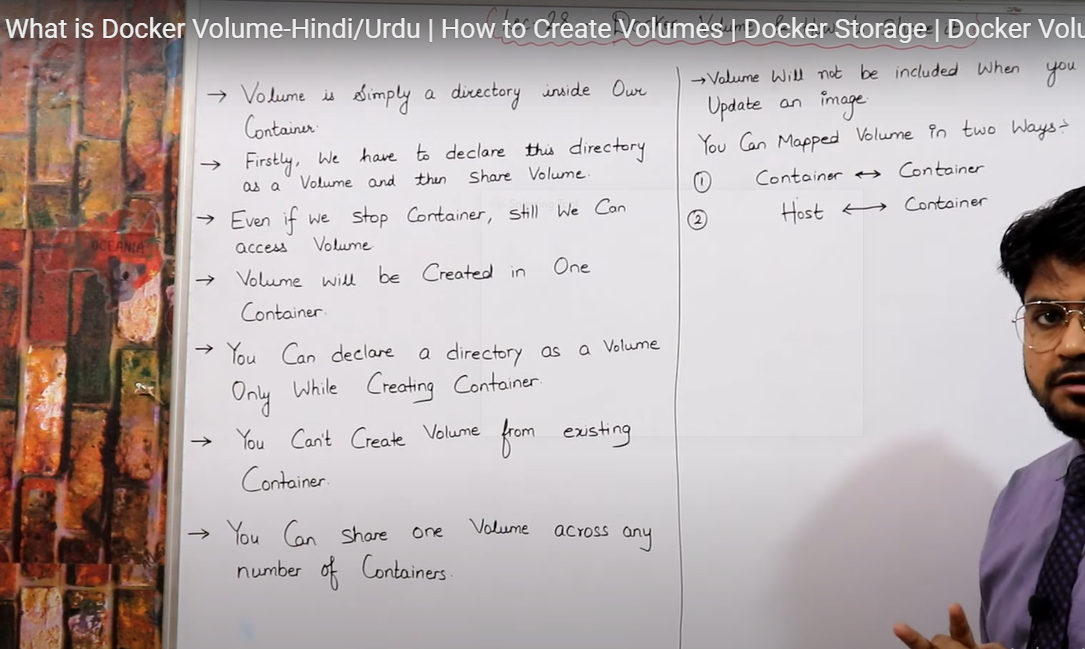 What is Docker Volume-Hindi/Urdu | How to Create Volumes | Docker Storage | Docker Volu
→ Volume is Simply a directory inside Our
Container.
→ Firstly, We have to declare this directory
as a Volume and then Share Volume.
→ Even if we stop Container, still We Can
access Volume
→ Volume will be Created in One
Container.
→ You Can declare a directory as a Volume
Only While Creating Container.
→ You Can't Create Volume from existing
Container.
→ You Can share one Volume across any
number of Containers.
→ Volume Will not be included When you
Update an image.
You Can Mapped Volume in two Ways:-
① Container ↔ Container
② Host ↔ Container
OCEANIA